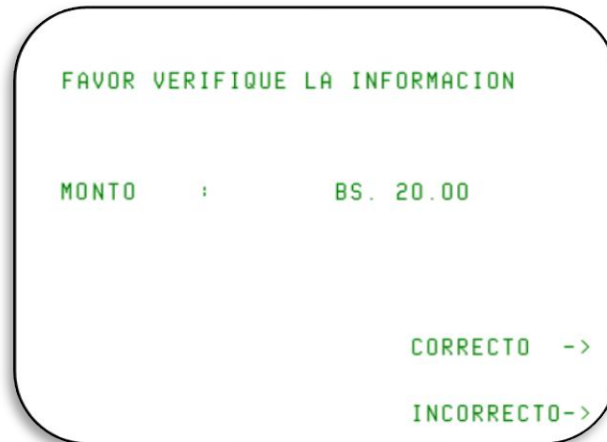 FAVOR VERIFIQUE LA INFORMACION
MONTO : BS. 20.00
CORRECTO ->
INCORRECTO->